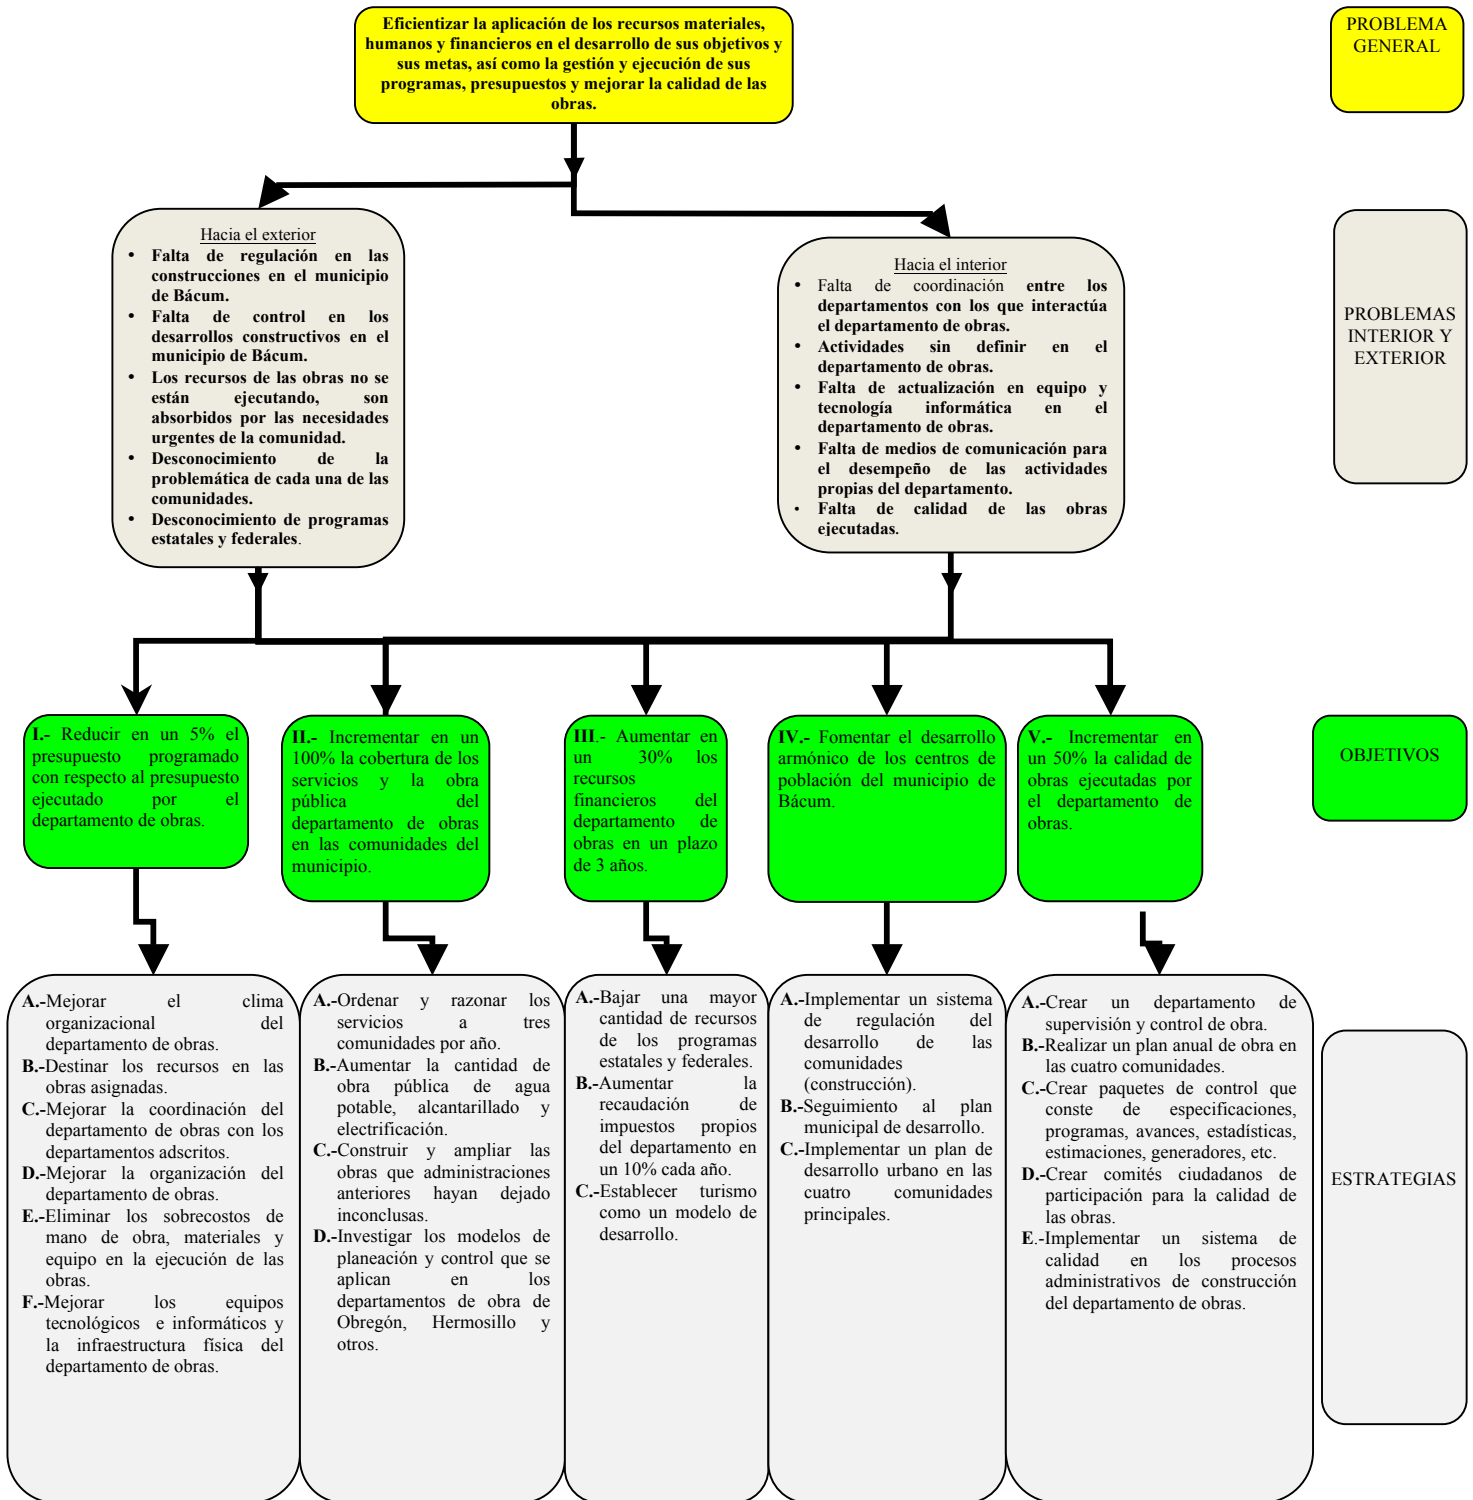 Eficientizar la aplicación de los recursos materiales,
humanos y financieros en el desarrollo de sus objetivos y
sus metas, así como la gestión y ejecución de sus
programas, presupuestos y mejorar la calidad de las
obras.
PROBLEMA
GENERAL
Hacia el exterior
• Falta de regulación en las
construcciones en el municipio
de Bácum.
• Falta de control en los
desarrollos constructivos en el
municipio de Bácum.
• Los recursos de las obras no se
están ejecutando, son
absorbidos por las necesidades
urgentes de la comunidad.
• Desconocimiento de la
problemática de cada una de las
comunidades.
• Desconocimiento de programas
estatales y federales.
Hacia el interior
• Falta de coordinación entre los
departamentos con los que interactúa
el departamento de obras.
• Actividades sin definir en el
departamento de obras.
• Falta de actualización en equipo y
tecnología informática en el
departamento de obras.
• Falta de medios de comunicación para
el desempeño de las actividades
propias del departamento.
• Falta de calidad de las obras
ejecutadas.
PROBLEMAS
INTERIOR Y
EXTERIOR
I.- Reducir en un 5% el
presupuesto programado
con respecto al presupuesto
ejecutado por el
departamento de obras.
II.- Incrementar en un
100% la cobertura de los
servicios y la obra
pública del
departamento de obras
en las comunidades del
municipio.
III.- Aumentar en
un 30% los
recursos
financieros del
departamento de
obras en un plazo
de 3 años.
IV.- Fomentar el desarrollo
armónico de los centros de
población del municipio de
Bácum.
V.- Incrementar en
un 50% la calidad de
obras ejecutadas por
el departamento de
obras.
OBJETIVOS
A.-Mejorar el clima
organizacional del
departamento de obras.
B.-Destinar los recursos en las
obras asignadas.
C.-Mejorar la coordinación del
departamento de obras con los
departamentos adscritos.
D.-Mejorar la organización del
departamento de obras.
E.-Eliminar los sobrecostos de
mano de obra, materiales y
equipo en la ejecución de las
obras.
F.-Mejorar los equipos
tecnológicos e informáticos y
la infraestructura física del
departamento de obras.
A.-Ordenar y razonar los
servicios a tres
comunidades por año.
B.-Aumentar la cantidad de
obra pública de agua
potable, alcantarillado y
electrificación.
C.-Construir y ampliar las
obras que administraciones
anteriores hayan dejado
inconclusas.
D.-Investigar los modelos de
planeación y control que se
aplican en los
departamentos de obra de
Obregón, Hermosillo y
otros.
A.-Bajar una mayor
cantidad de recursos
de los programas
estatales y federales.
B.-Aumentar la
recaudación de
impuestos propios
del departamento en
un 10% cada año.
C.-Establecer turismo
como un modelo de
desarrollo.
A.-Implementar un sistema
de regulación del
desarrollo de las
comunidades
(construcción).
B.-Seguimiento al plan
municipal de desarrollo.
C.-Implementar un plan de
desarrollo urbano en las
cuatro comunidades
principales.
A.-Crear un departamento de
supervisión y control de obra.
B.-Realizar un plan anual de obra en
las cuatro comunidades.
C.-Crear paquetes de control que
conste de especificaciones,
programas, avances, estadísticas,
estimaciones, generadores, etc.
D.-Crear comités ciudadanos de
participación para la calidad de
las obras.
E.-Implementar un sistema de
calidad en los procesos
administrativos de construcción
del departamento de obras.
ESTRATEGIAS